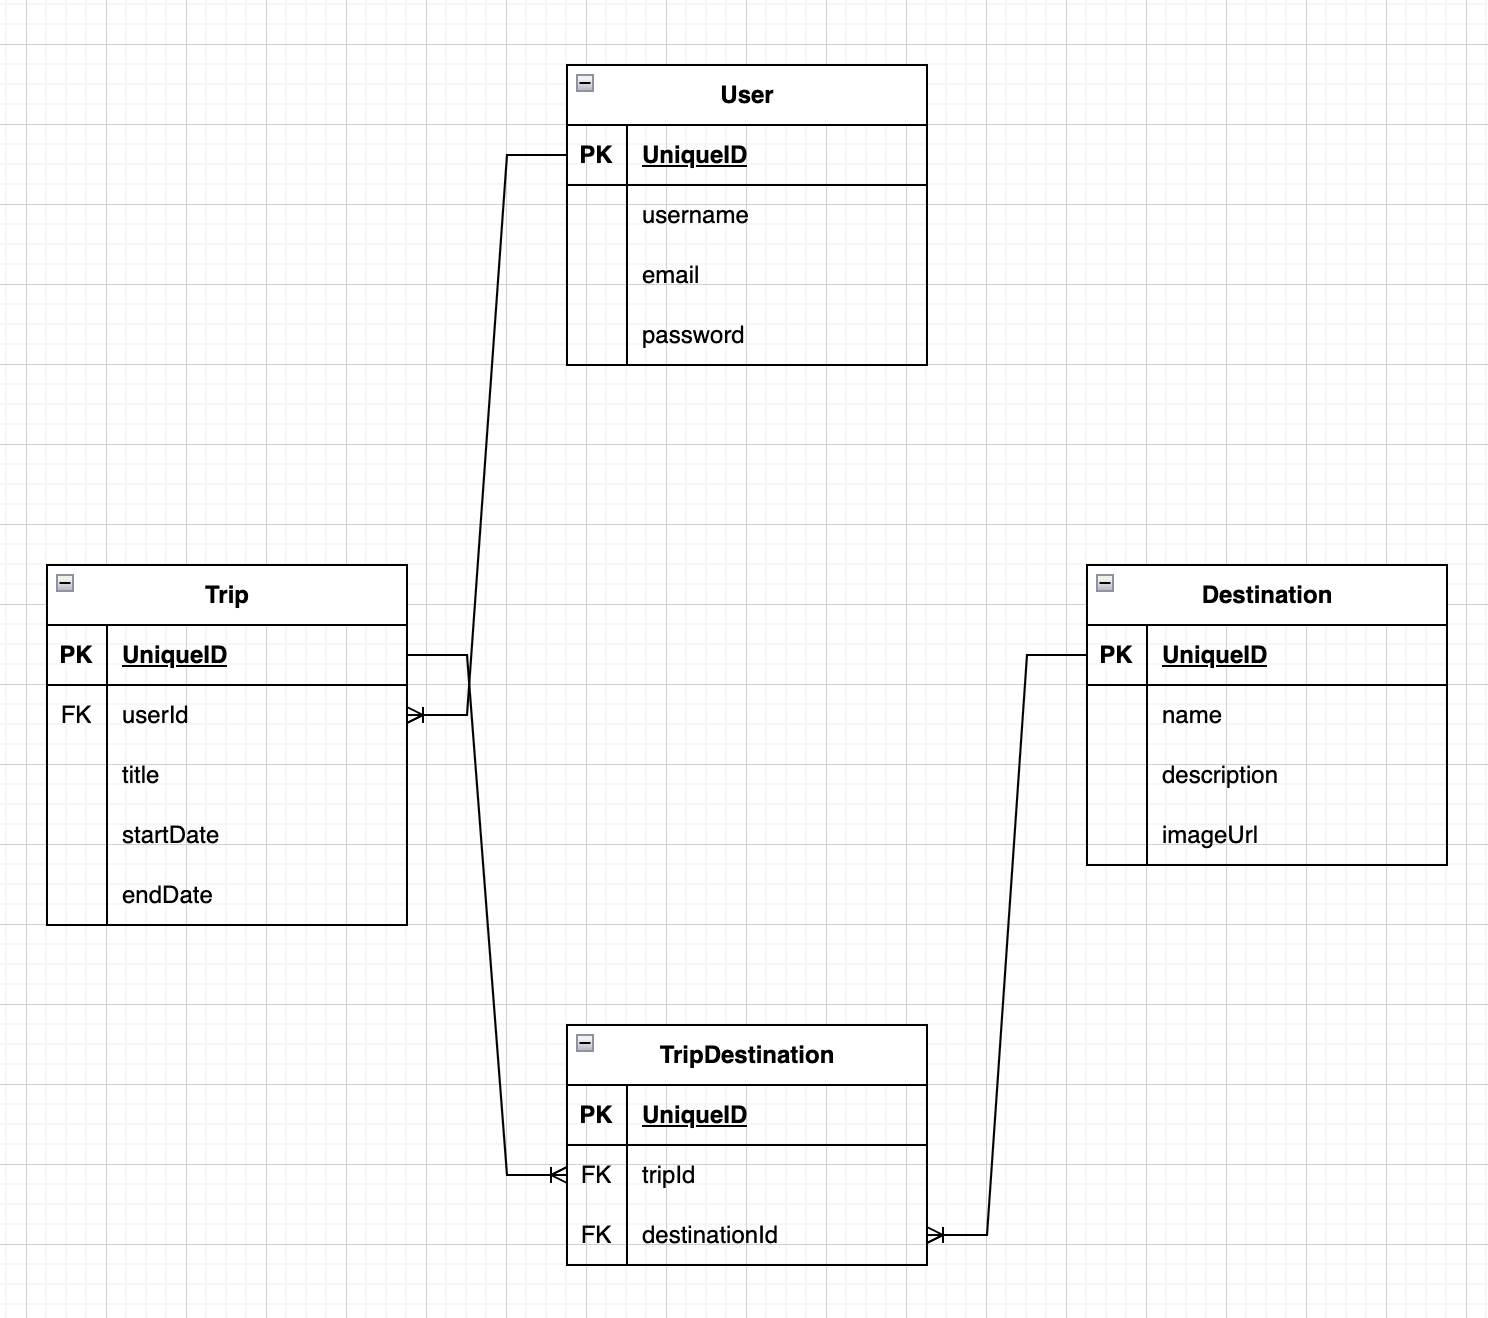 User
PK UniqueID
username
email
password
Trip
PK UniqueID
FK userId
title
startDate
endDate
Destination
PK UniqueID
name
description
imageUrl
TripDestination
PK UniqueID
FK tripId
FK destinationId